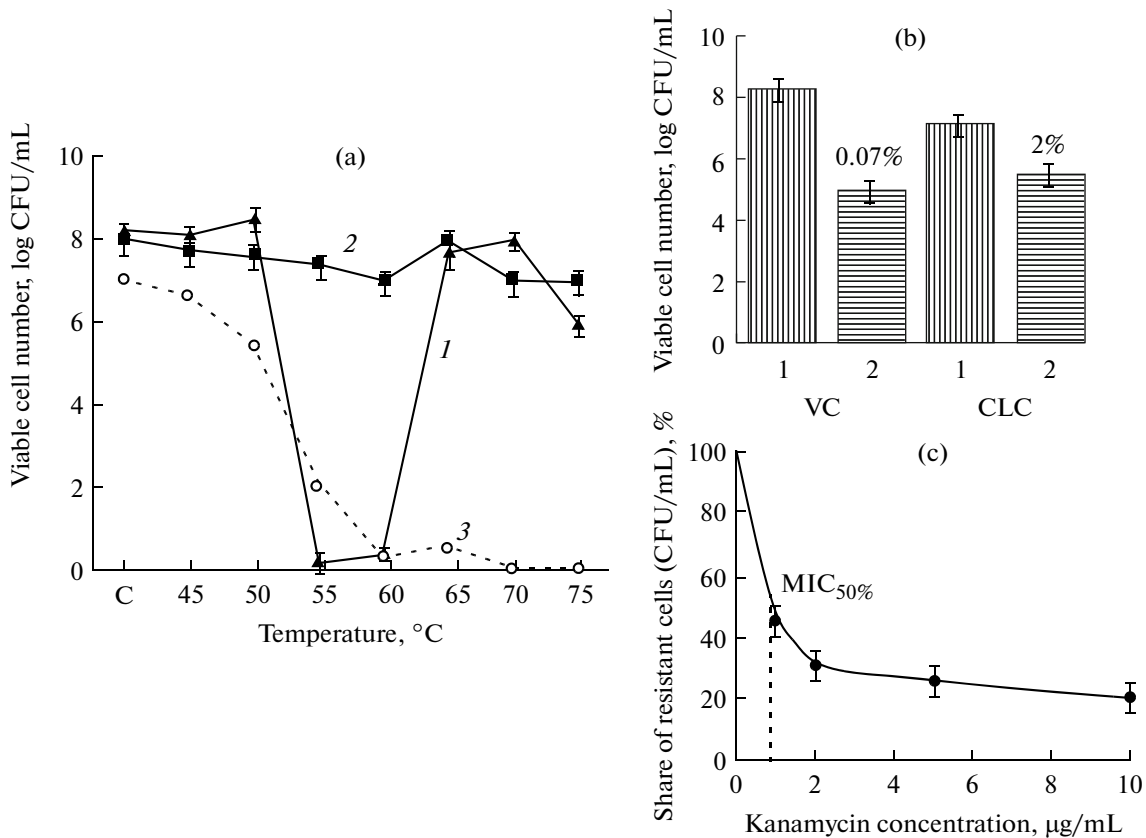 (a)
Viable cell number, log CFU/mL
10
8
6
4
2
0
2
1
3
C 45 50 55 60 65 70 75
Temperature, °C
(b)
Viable cell number, log CFU/mL
10
8
6
4
2
0
0.07%
2%
1 2 1 2
VC CLC
(c)
Share of resistant cells (CFU/mL), %
100
80
60
40
20
0
MIC50%
0 2 4 6 8 10
Kanamycin concentration, μg/mL